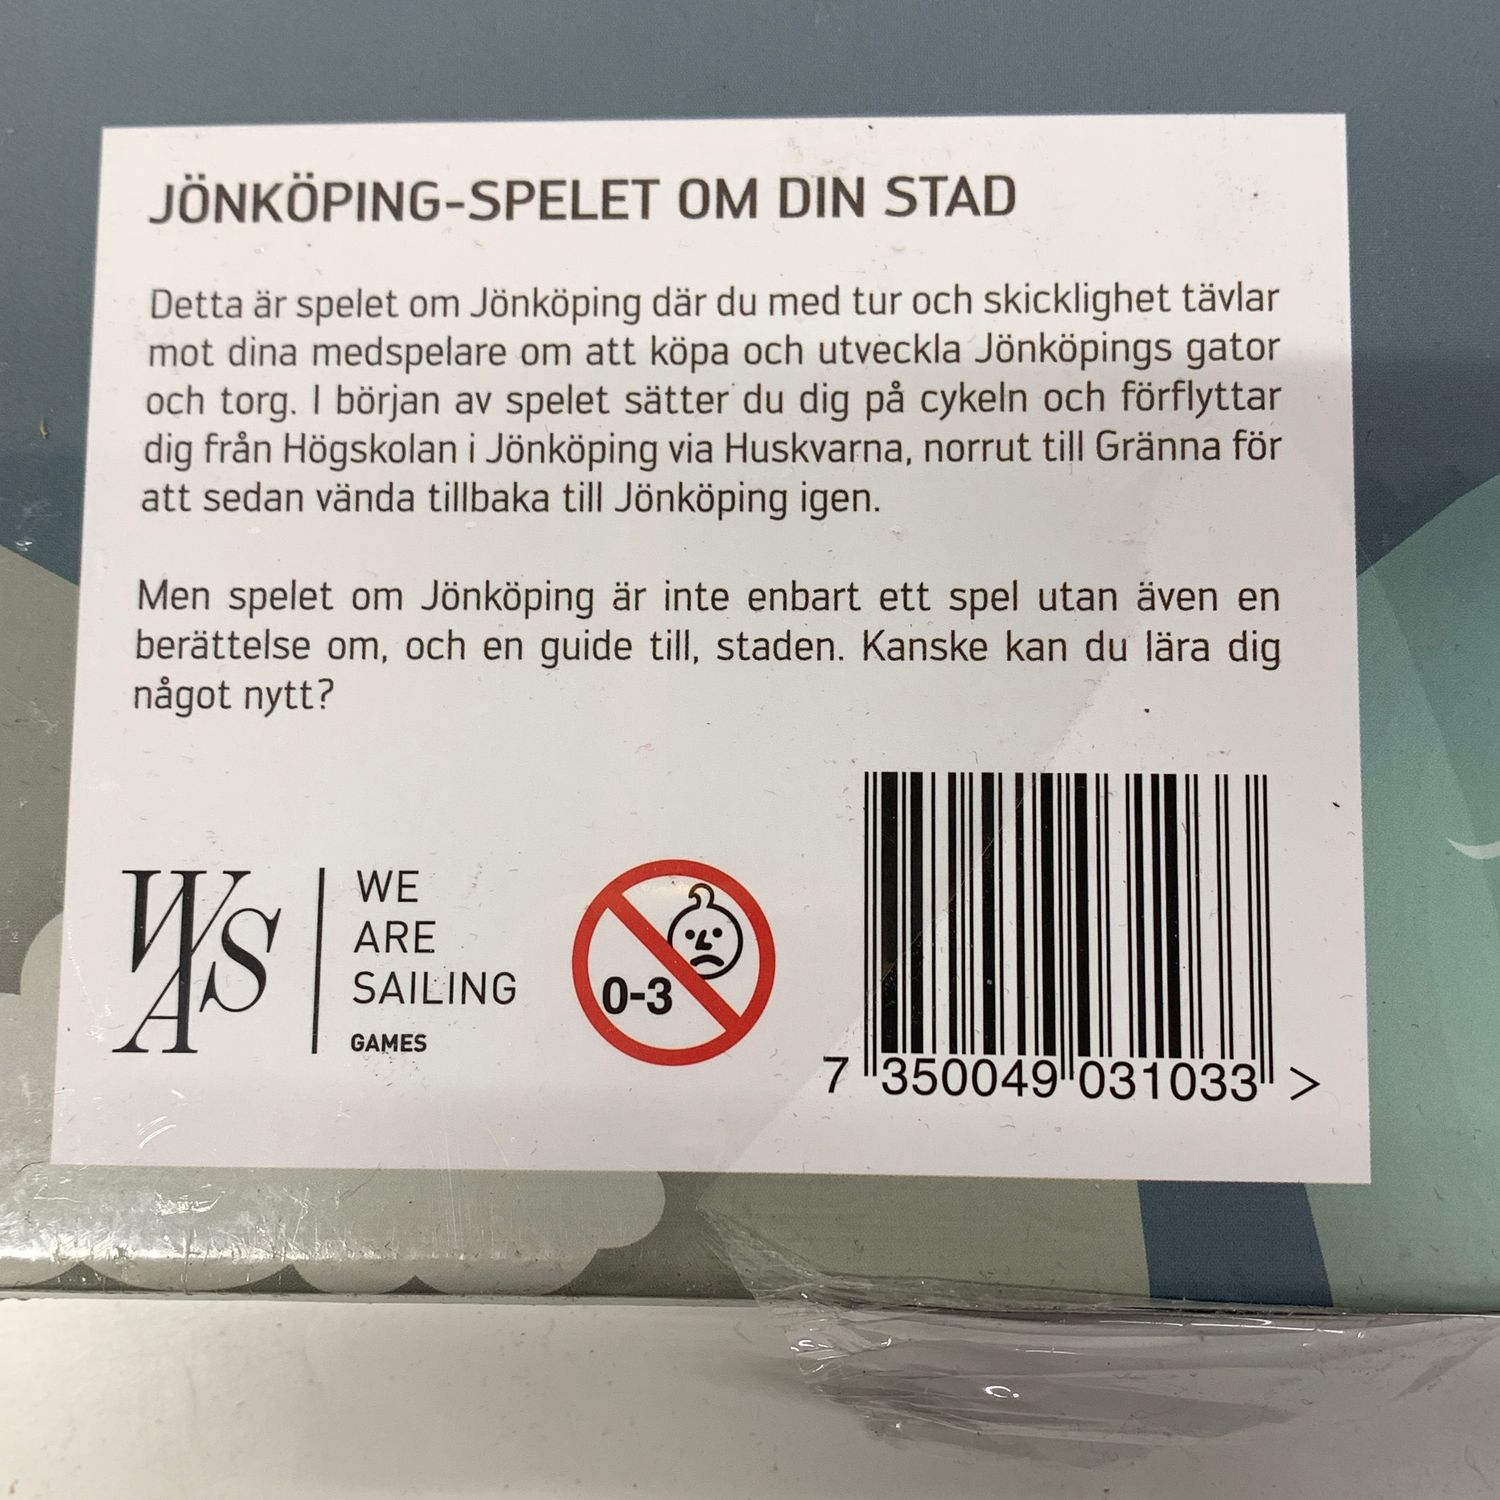 JÖNKÖPING-SPELET OM DIN STAD
Detta är spelet om Jönköping där du med tur och skicklighet tävlar
mot dina medspelare om att köpa och utveckla Jönköpings gator
och torg. I början av spelet sätter du dig på cykeln och förflyttar
dig från Högskolan i Jönköping via Huskvarna, norrut till Gränna för
att sedan vända tillbaka till Jönköping igen.
Men spelet om Jönköping är inte enbart ett spel utan även en
berättelse om, och en guide till, staden. Kanske kan du lära dig
något nytt?
WAS
WE
ARE
SAILING
GAMES
0-3
7 350049 031033 >